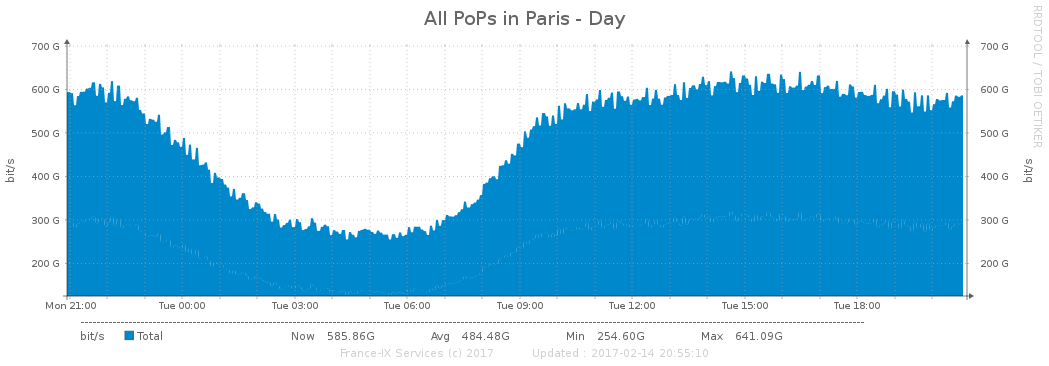 All PoPs in Paris - Day
RRDTOOL / TOBI OETIKER
700 G 700 G
600 G 600 G
500 G 500 G
400 G 400 G
300 G 300 G
200 G 200 G
bit/s bit/s
Mon 21:00 Tue 00:00 Tue 03:00 Tue 06:00 Tue 09:00 Tue 12:00 Tue 15:00 Tue 18:00
bit/s Total Now 585.86G Avg 484.48G Min 254.60G Max 641.09G
France-IX Services (c) 2017 Updated : 2017-02-14 20:55:10